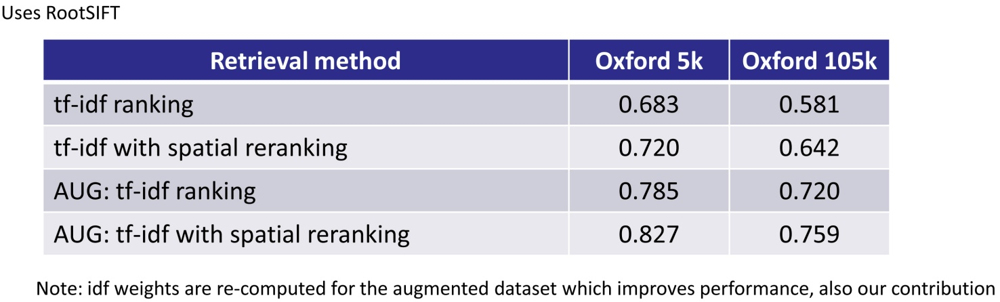 Uses RootSIFT
Retrieval method Oxford 5k Oxford 105k
tf-idf ranking 0.683 0.581
tf-idf with spatial reranking 0.720 0.642
AUG: tf-idf ranking 0.785 0.720
AUG: tf-idf with spatial reranking 0.827 0.759
Note: idf weights are re-computed for the augmented dataset which improves performance, also our contribution